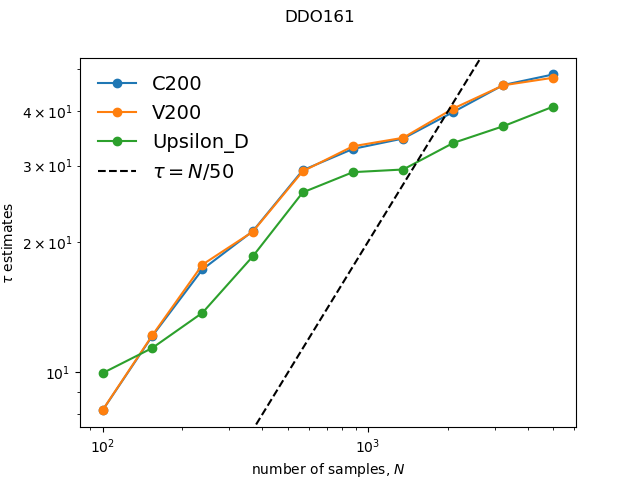 DDO161
C200
V200
Upsilon_D
τ = N/50
4 × 10¹
3 × 10¹
2 × 10¹
10¹
τ estimates
10² 10³
number of samples, N